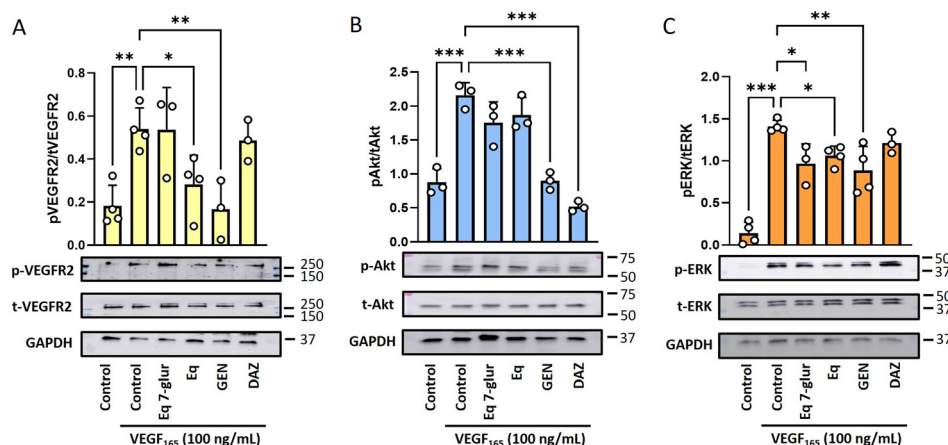 A
**
**
*
pVEGFR2/tVEGFR2
0.8
0.6
0.4
0.2
0.0
p-VEGFR2
250
150
t-VEGFR2
250
150
GAPDH
37
Control
Control
Eq 7-glur
Eq
GEN
DAZ
VEGF₁₆₅ (100 ng/mL)
B
***
***
***
pAkt/tAkt
2.5
2.0
1.5
1.0
0.5
0.0
p-Akt
75
50
t-Akt
75
50
GAPDH
37
Control
Control
Eq 7-glur
Eq
GEN
DAZ
VEGF₁₆₅ (100 ng/mL)
C
**
*
***
*
pERK/tERK
2.0
1.5
1.0
0.5
0.0
p-ERK
50
37
t-ERK
50
37
GAPDH
37
Control
Control
Eq 7-glur
Eq
GEN
DAZ
VEGF₁₆₅ (100 ng/mL)